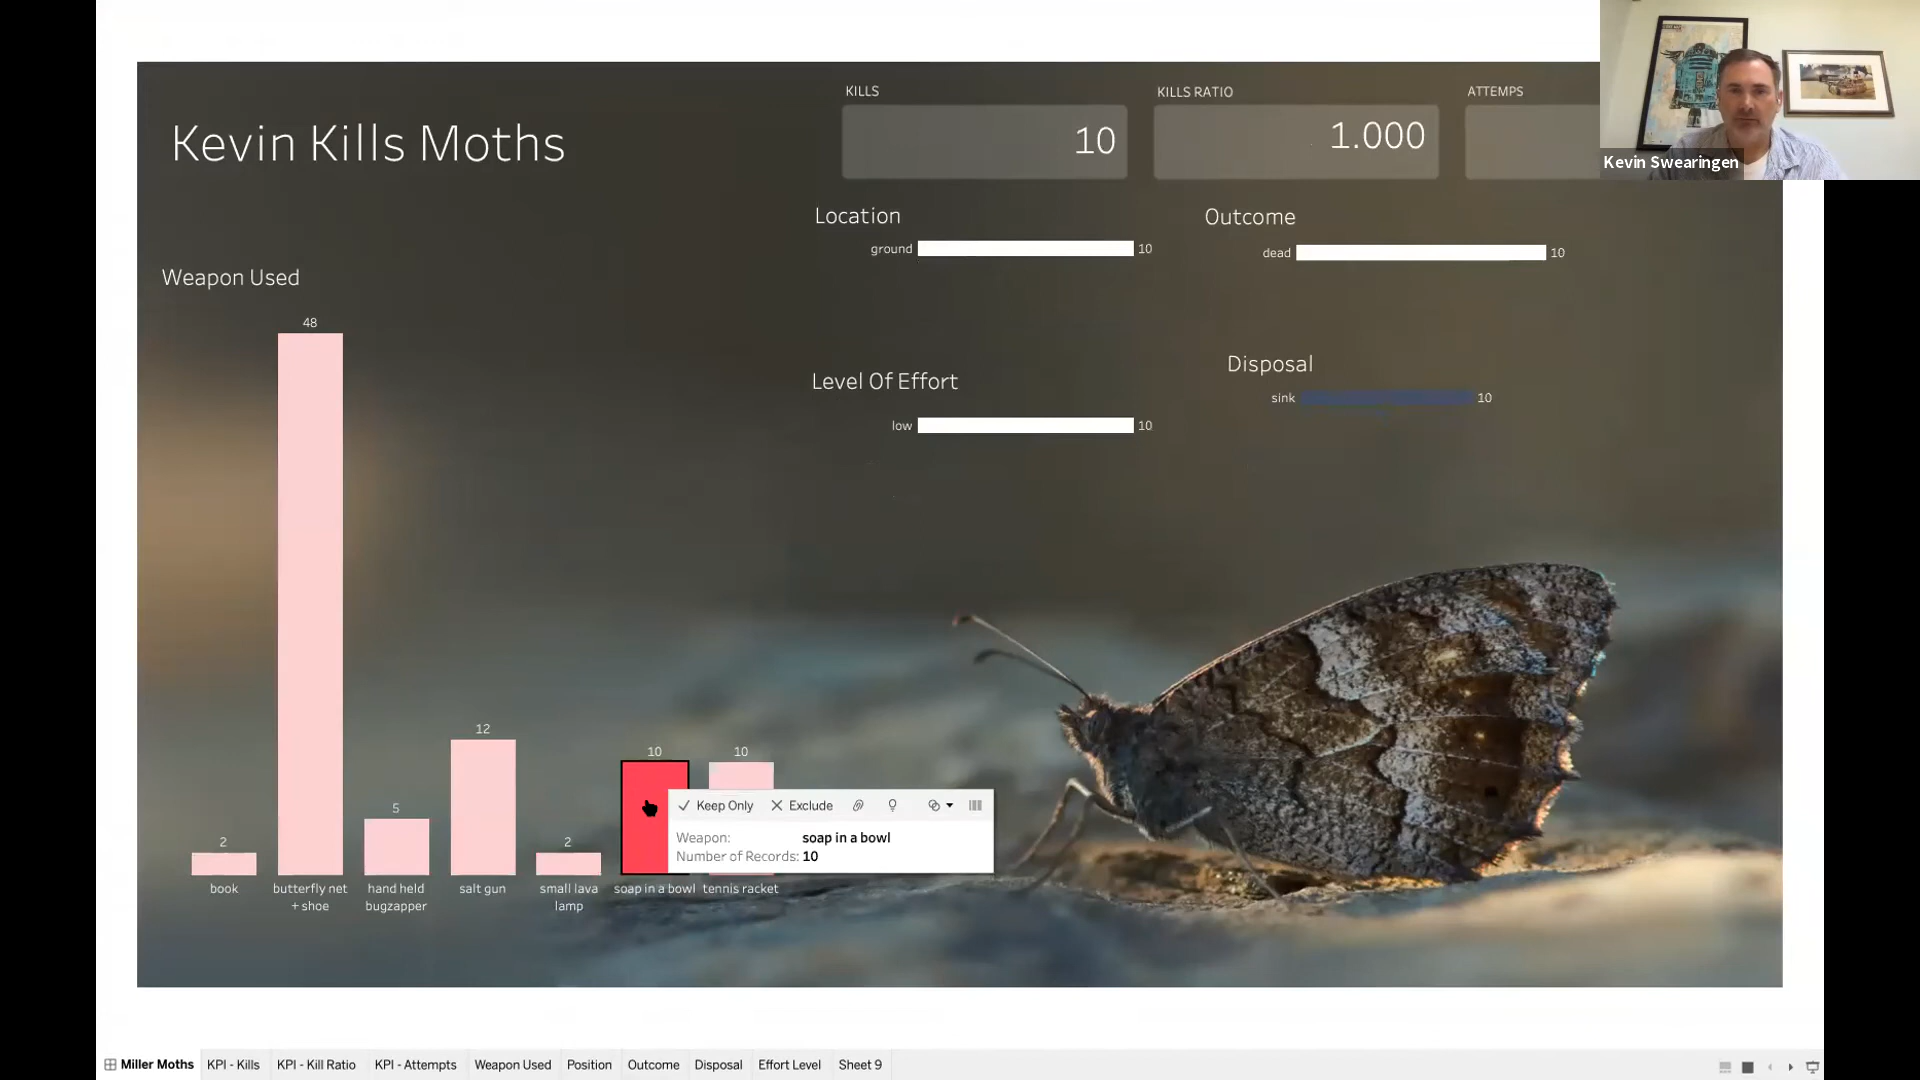 Kevin Kills Moths
KILLS
10
KILLS RATIO
1.000
ATTEMPS
Kevin Swearingen
Location
ground 10
Outcome
dead 10
Level Of Effort
low 10
Disposal
sink 10
Weapon Used
48
12
10
10
5
2
2
Keep Only Exclude
Weapon: soap in a bowl
Number of Records: 10
book
butterfly net
+ shoe
hand held
bugzapper
salt gun
small lava
lamp
soap in a bowl
tennis racket
Miller Moths KPI - Kills KPI - Kill Ratio KPI - Attempts Weapon Used Position Outcome Disposal Effort Level Sheet 9